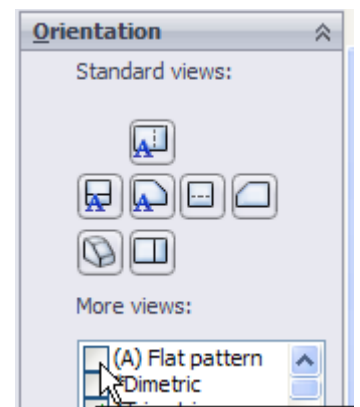 Orientation
Standard views:
A
A A
More views:
(A) Flat pattern
*Dimetric